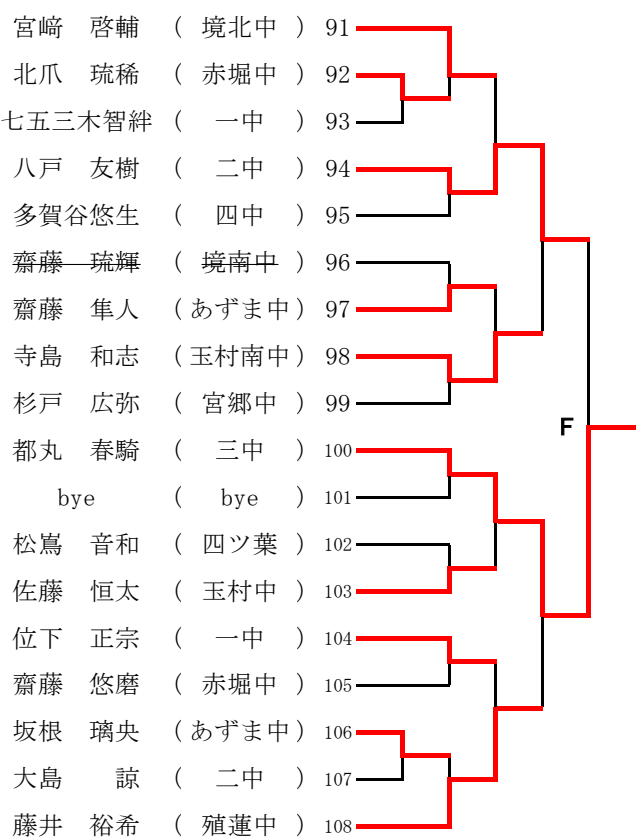 宮﨑 啓輔 ( 境北中 ) 91
北爪 琉稀 ( 赤堀中 ) 92
七五三木智絆 ( 一中 ) 93
八戸 友樹 ( 二中 ) 94
多賀谷悠生 ( 四中 ) 95
齋藤 琉輝 ( 境南中 ) 96
齋藤 隼人 (あずま中) 97
寺島 和志 (玉村南中) 98
杉戸 広弥 ( 宮郷中 ) 99
F
都丸 春騎 ( 三中 ) 100
bye ( bye ) 101
松嶌 音和 ( 四ツ葉 ) 102
佐藤 恒太 ( 玉村中 ) 103
位下 正宗 ( 一中 ) 104
齋藤 悠磨 ( 赤堀中 ) 105
坂根 璃央 (あずま中) 106
大島 諒 ( 二中 ) 107
藤井 裕希 ( 殖蓮中 ) 108